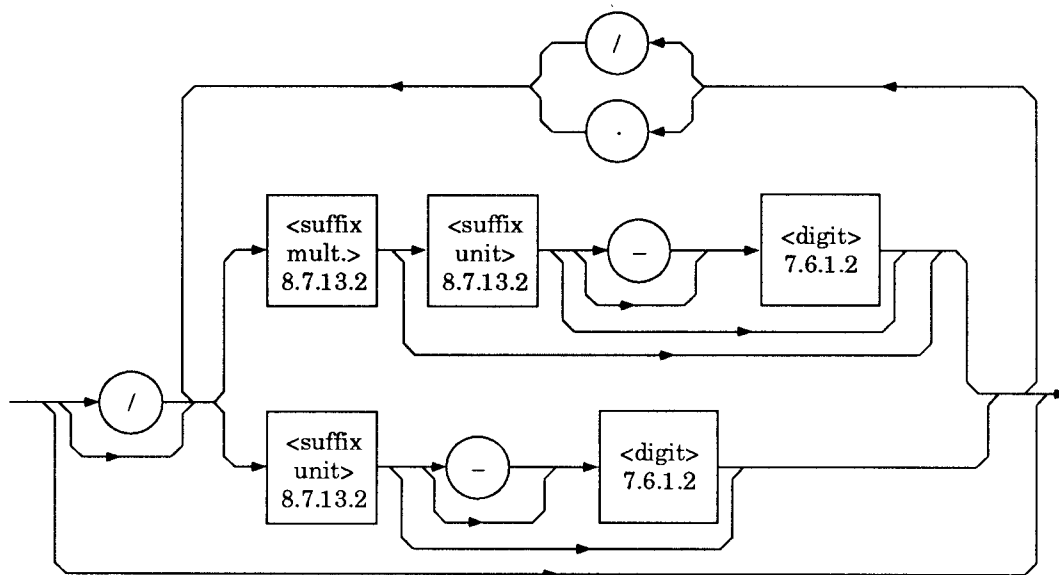 /
.
<suffix
mult.>
8.7.13.2
<suffix
unit>
8.7.13.2
–
<digit>
7.6.1.2
/
<suffix
unit>
8.7.13.2
–
<digit>
7.6.1.2